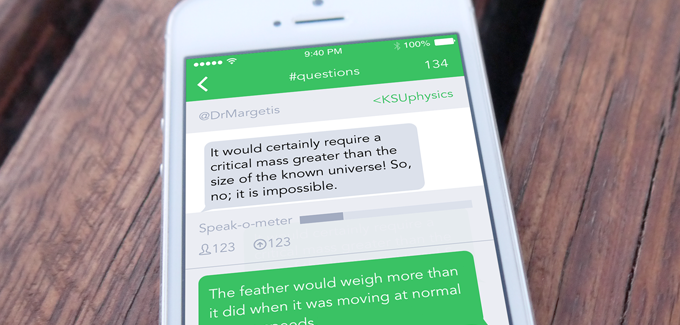 9:40 PM
100%
#questions
134
@DrMargetis
<KSUphysics
It would certainly require a
critical mass greater than the
size of the known universe! So,
no; it is impossible.
Speak-o-meter
123
123
The feather would weigh more than
it did when it was moving at normal